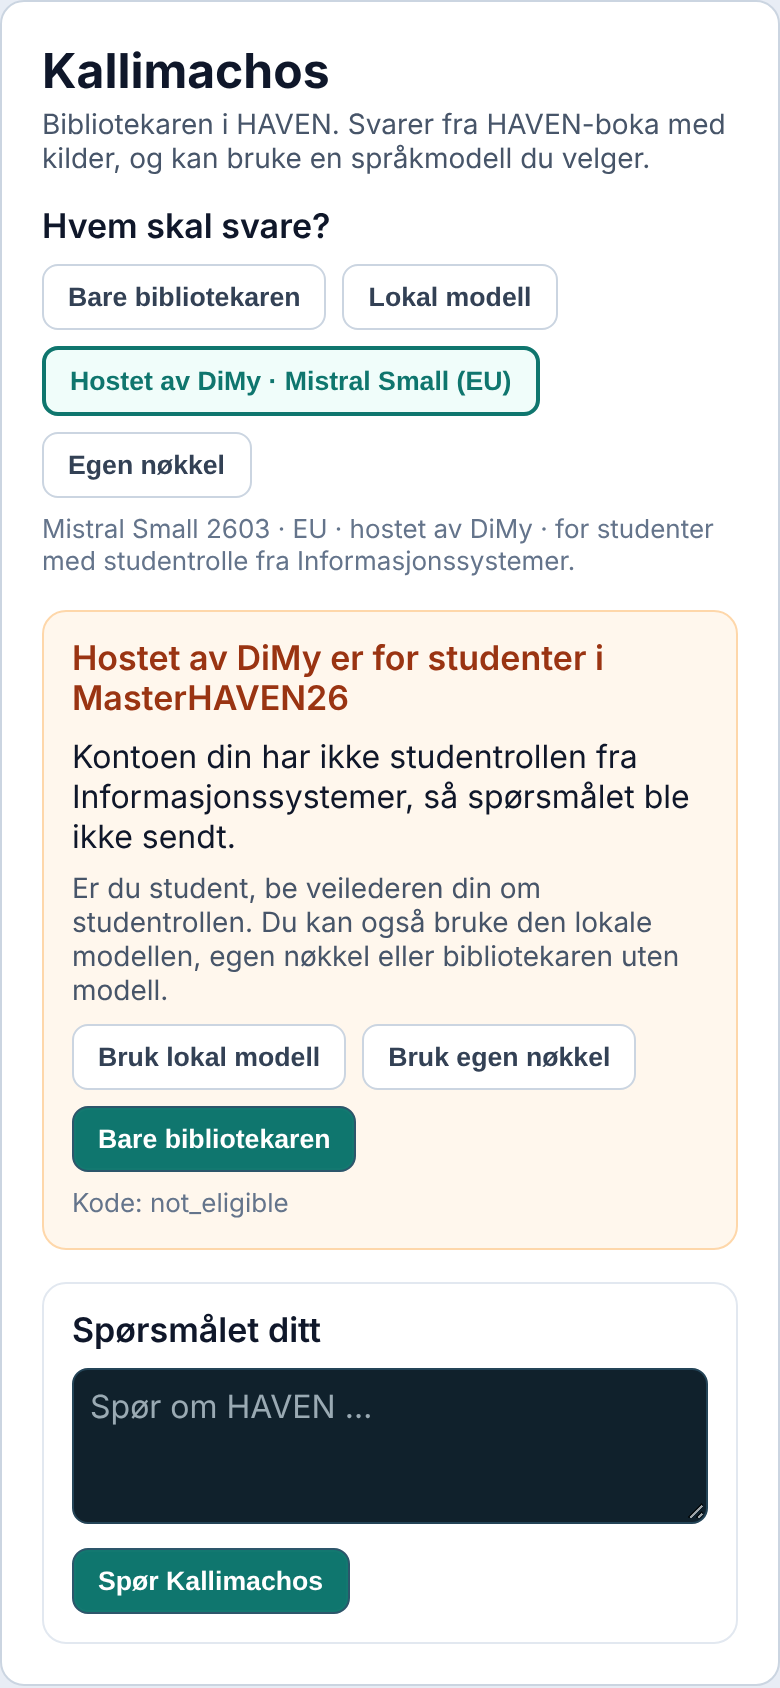 Kallimachos
Bibliotekaren i HAVEN. Svarer fra HAVEN-boka med
kilder, og kan bruke en språkmodell du velger.
Hvem skal svare?
Bare bibliotekaren
Lokal modell
Hostet av DiMy · Mistral Small (EU)
Egen nøkkel
Mistral Small 2603 · EU · hostet av DiMy · for studenter
med studentrolle fra Informasjonssystemer.
Hostet av DiMy er for studenter i
MasterHAVEN26
Kontoen din har ikke studentrollen fra
Informasjonssystemer, så spørsmålet ble
ikke sendt.
Er du student, be veilederen din om
studentrollen. Du kan også bruke den lokale
modellen, egen nøkkel eller bibliotekaren uten
modell.
Bruk lokal modell
Bruk egen nøkkel
Bare bibliotekaren
Kode: not_eligible
Spørsmålet ditt
Spør om HAVEN ...
Spør Kallimachos